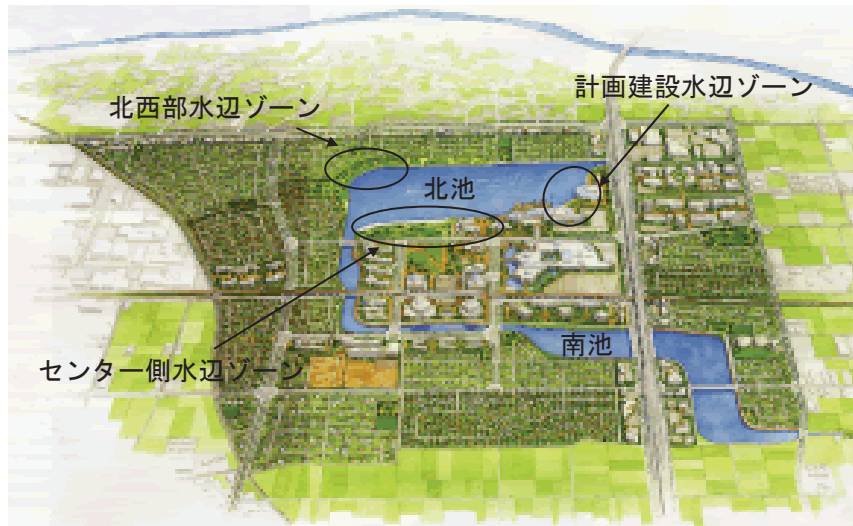 計画建設水辺ゾーン
北西部水辺ゾーン
北池
南池
センター側水辺ゾーン